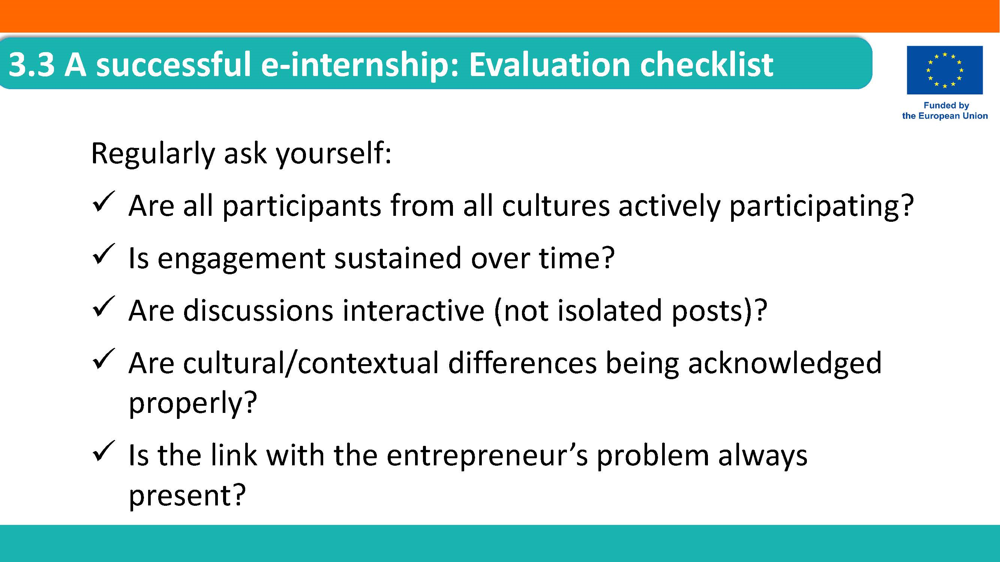 3.3 A successful e-internship: Evaluation checklist
Funded by
the European Union
Regularly ask yourself:
✓ Are all participants from all cultures actively participating?
✓ Is engagement sustained over time?
✓ Are discussions interactive (not isolated posts)?
✓ Are cultural/contextual differences being acknowledged
properly?
✓ Is the link with the entrepreneur’s problem always
present?